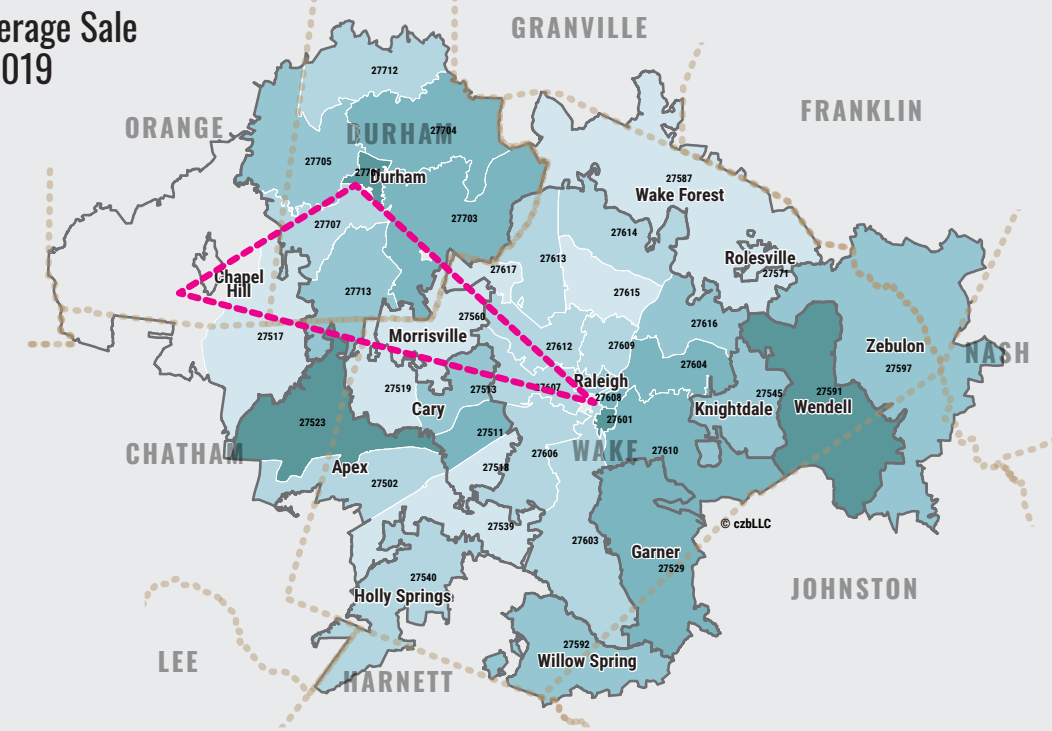 erage Sale
019
GRANVILLE
27712
FRANKLIN
ORANGE
DURHAM
27704
27705
Durham
27587
Wake Forest
27703
27707
27614
27613
Rolesville
27571
27617
Chapel
Hill
27713
27615
27560
27616
Morrisville
27517
27612
27609
Zebulon
NASH
27604
27597
Raleigh
27519
27513
27607
27608
27545
27591
Cary
Knightdale
Wendell
27523
27601
27511
CHATHAM
WAKE
27606
27610
Apex
27518
27502
© czbLLC
27539
27603
Garner
27529
27540
JOHNSTON
Holly Springs
27592
Willow Spring
LEE
HARNETT